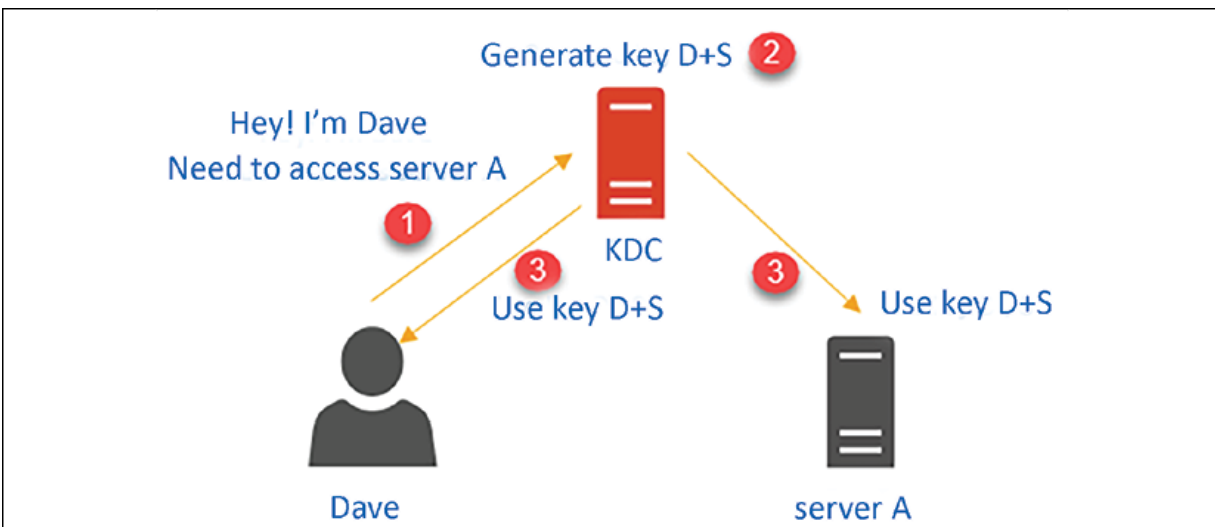 Generate key D+S 2
Hey! I'm Dave
Need to access server A
1
KDC
3
3
Use key D+S
Use key D+S
Dave
server A